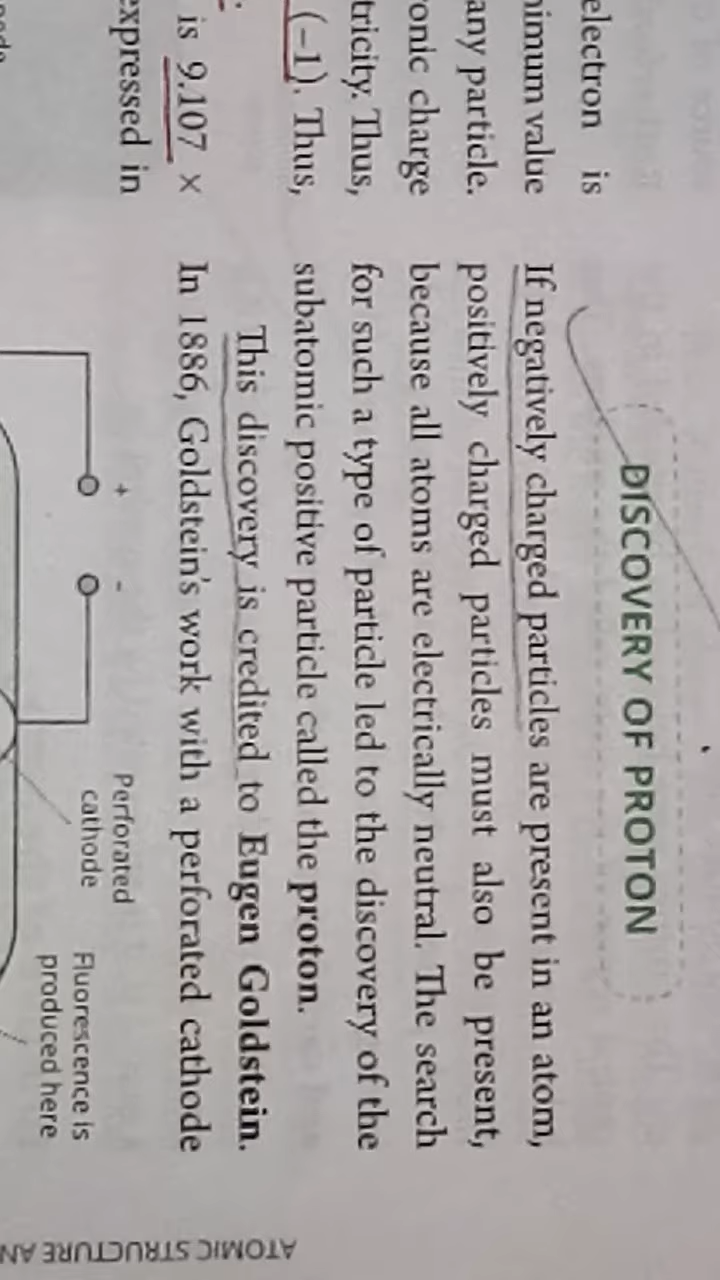 electron is
nimum value
any particle.
onic charge
tricity. Thus,
(−1). Thus,
is 9.107 ×
expressed in
DISCOVERY OF PROTON
If negatively charged particles are present in an atom,
positively charged particles must also be present,
because all atoms are electrically neutral. The search
for such a type of particle led to the discovery of the
subatomic positive particle called the proton.
This discovery is credited to Eugen Goldstein.
In 1886, Goldstein's work with a perforated cathode
+ -
Perforated
cathode
Fluorescence is
produced here
ATOMIC STRUCTURE AN